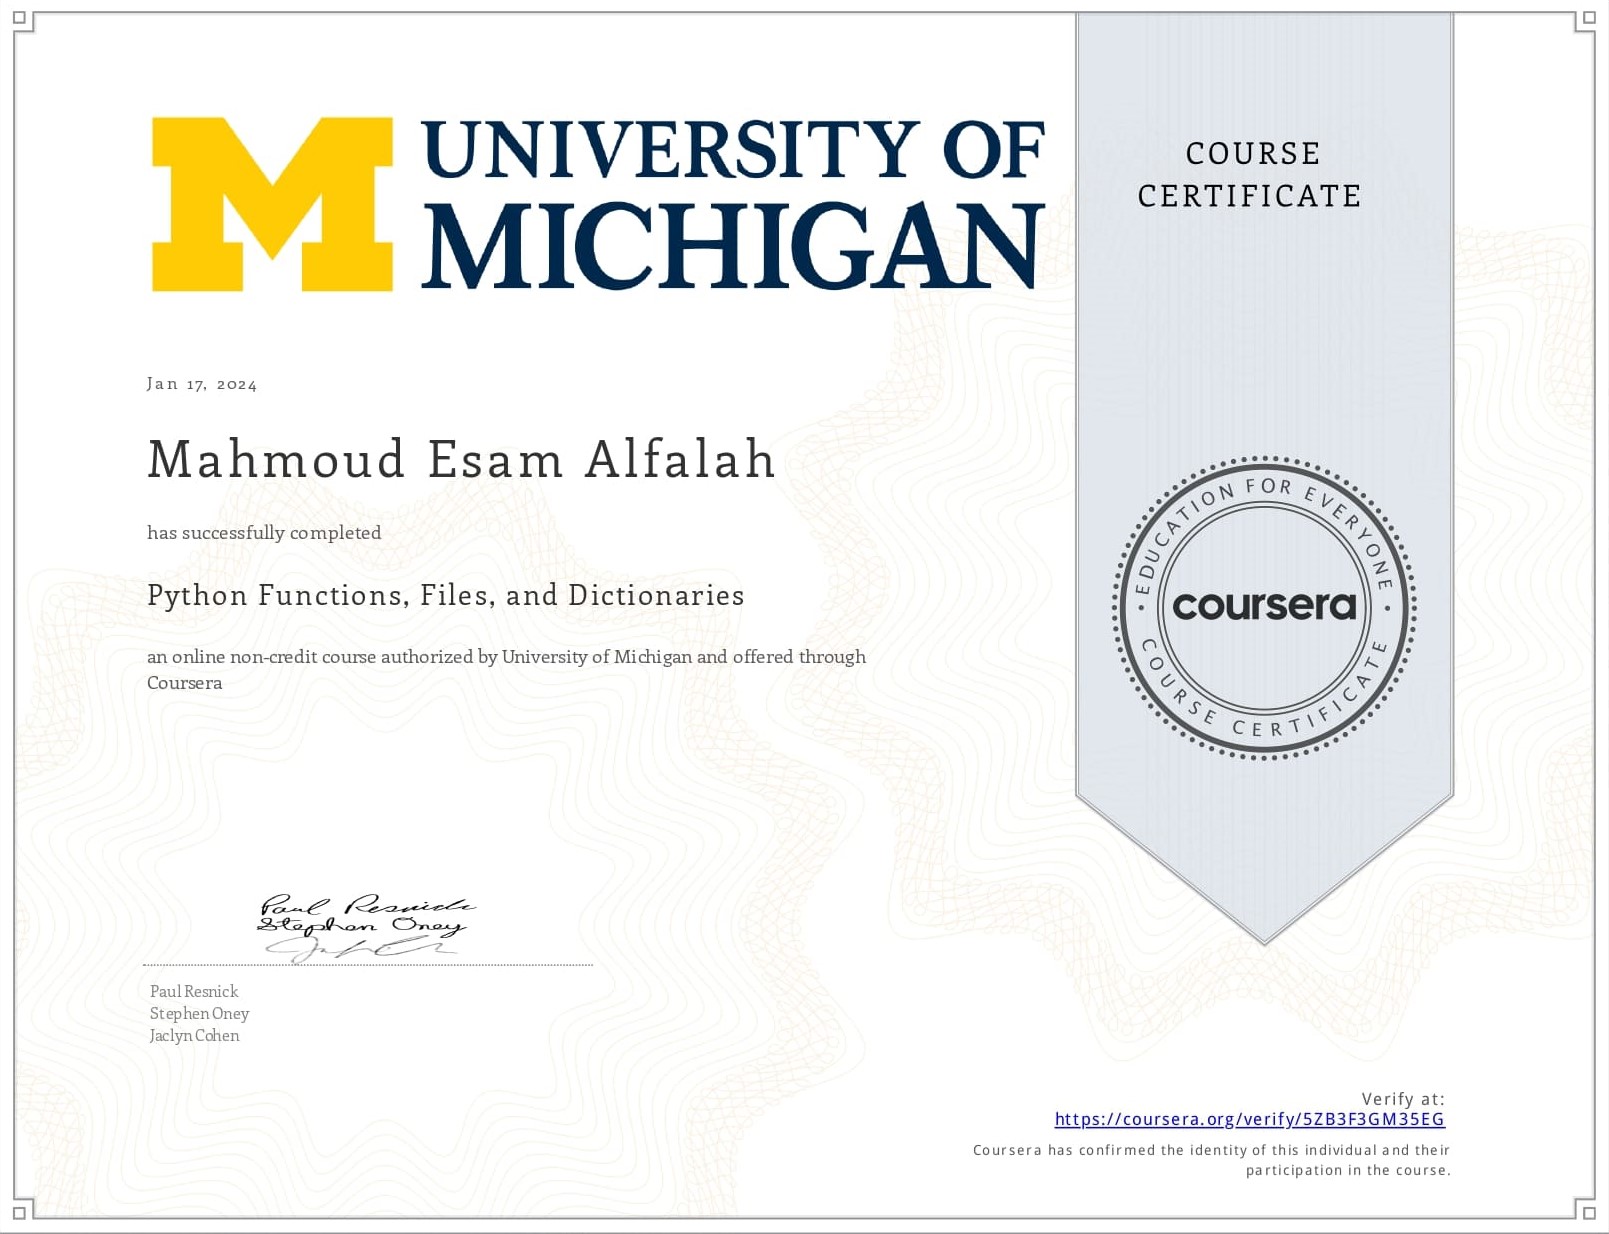 UNIVERSITY OF
MICHIGAN
COURSE
CERTIFICATE
Jan 17, 2024
Mahmoud Esam Alfalah
has successfully completed
Python Functions, Files, and Dictionaries
an online non-credit course authorized by University of Michigan and offered through
Coursera
EDUCATION FOR EVERYONE
coursera
COURSE CERTIFICATE
Paul Resnick
Stephen Oney
Paul Resnick
Stephen Oney
Jaclyn Cohen
Verify at:
https://coursera.org/verify/5ZB3F3GM35EG
Coursera has confirmed the identity of this individual and their
participation in the course.